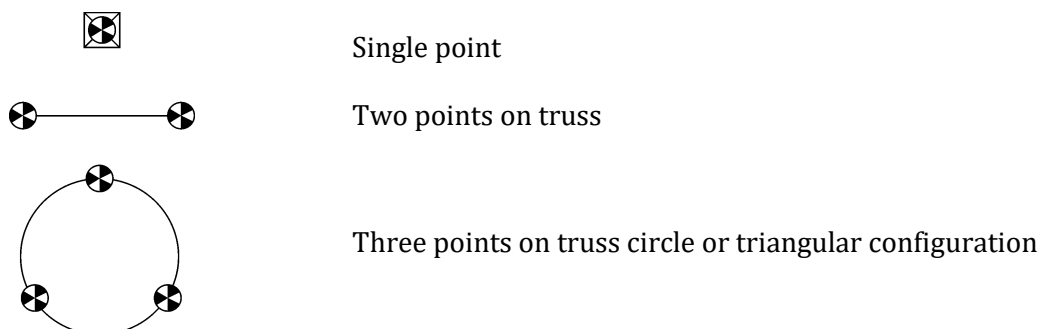 Single point
Two points on truss
Three points on truss circle or triangular configuration